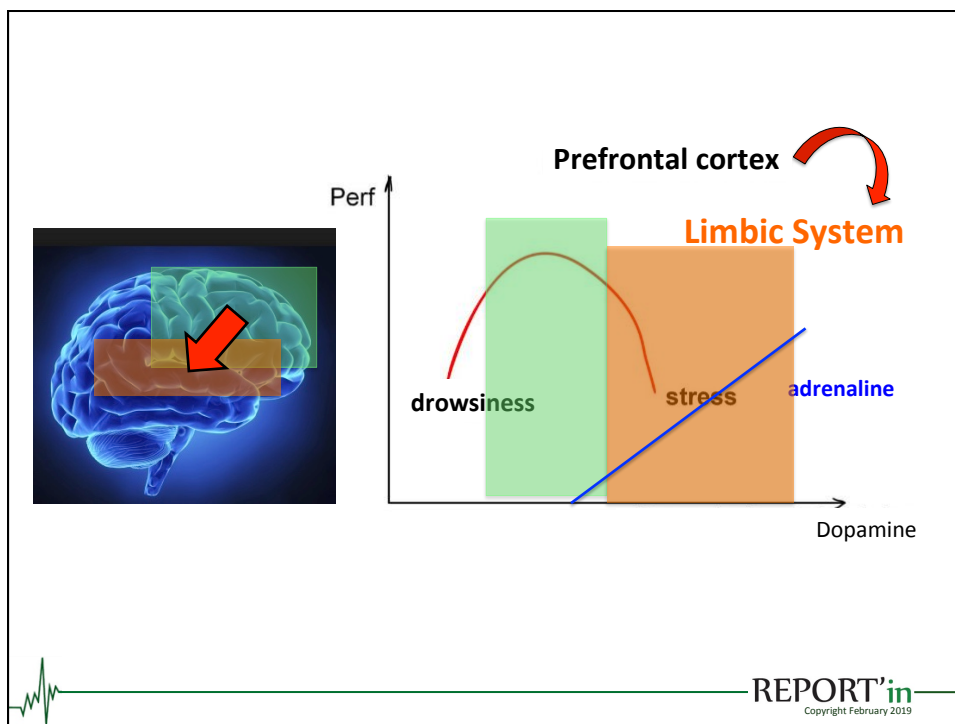 Prefrontal cortex
Perf
Limbic System
drowsiness
stress
adrenaline
Dopamine
REPORT'in
Copyright February 2019